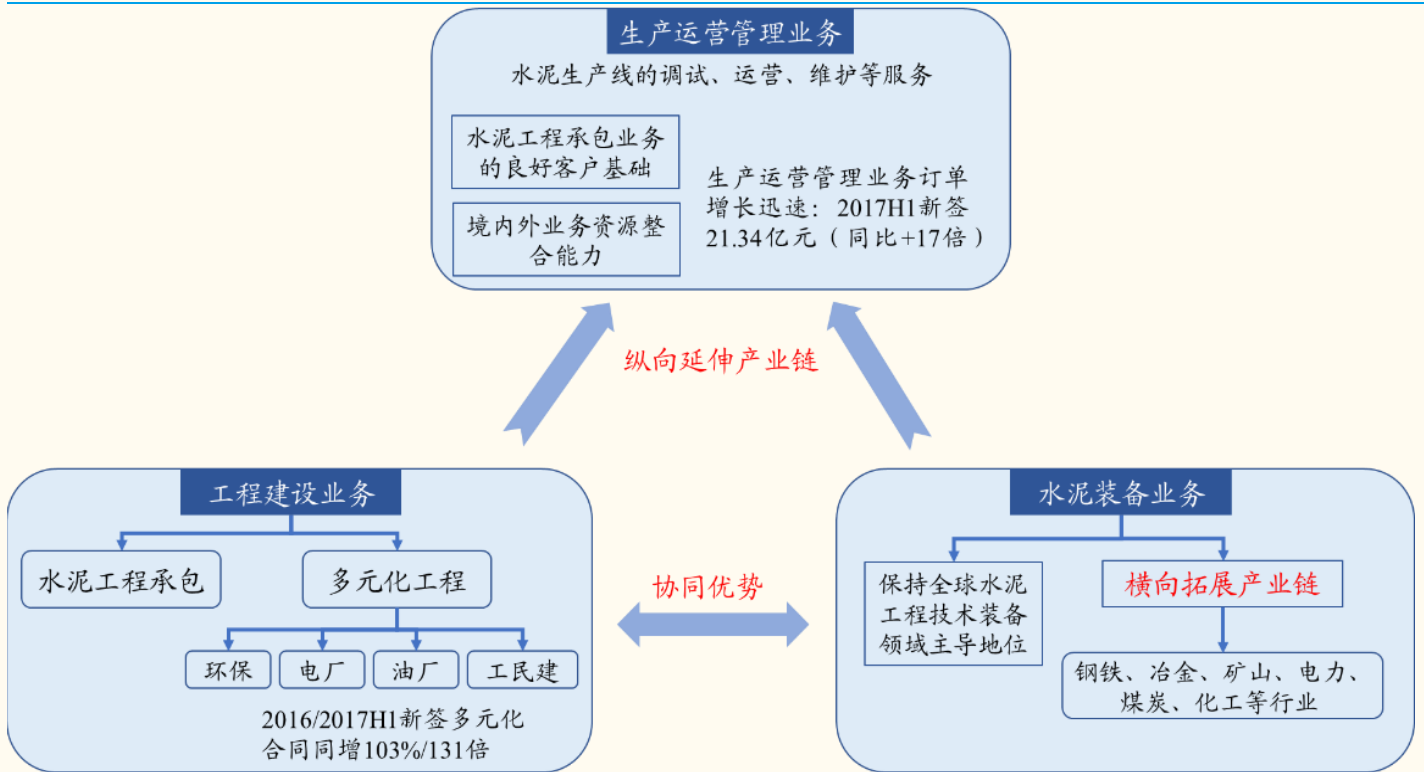 生产运营管理业务
水泥生产线的调试、运营、维护等服务
水泥工程承包业务
的良好客户基础
境内外业务资源整
合能力
生产运营管理业务订单
增长迅速：2017H1新签
21.34亿元（同比+17倍）
纵向延伸产业链
工程建设业务
水泥工程承包
多元化工程
环保
电厂
油厂
工民建
2016/2017H1新签多元化
合同同增103%/131倍
协同优势
水泥装备业务
保持全球水泥
工程技术装备
领域主导地位
横向拓展产业链
钢铁、冶金、矿山、电力、
煤炭、化工等行业